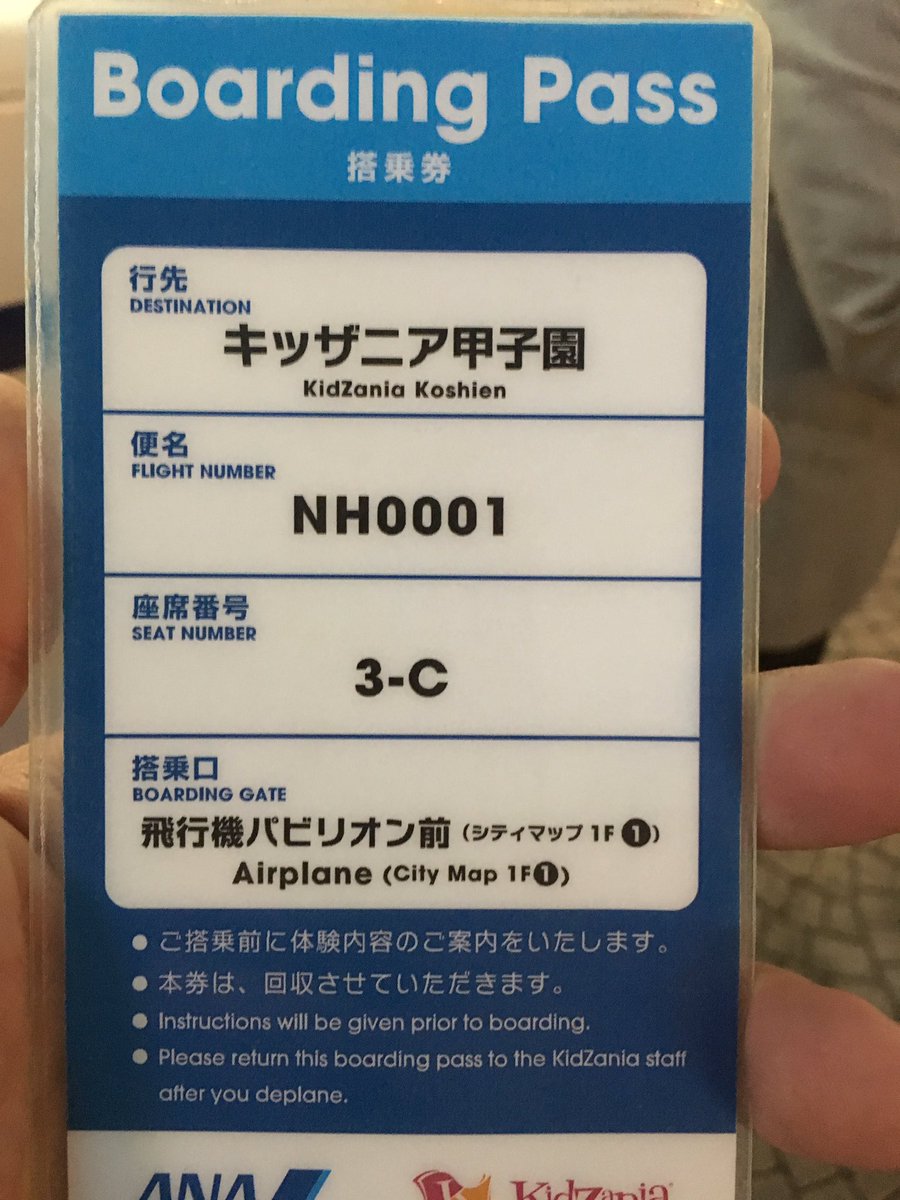 Boarding Pass
搭乗券
行先
DESTINATION
キッザニア甲子園
KidZania Koshien
便名
FLIGHT NUMBER
NH0001
座席番号
SEAT NUMBER
3-C
搭乗口
BOARDING GATE
飛行機パビリオン前 (シティマップ 1F ❶)
Airplane (City Map 1F❶)
● ご搭乗前に体験内容のご案内をいたします。
● 本券は、回収させていただきます。
● Instructions will be given prior to boarding.
● Please return this boarding pass to the KidZania staff
after you deplane.
ANA KidZania